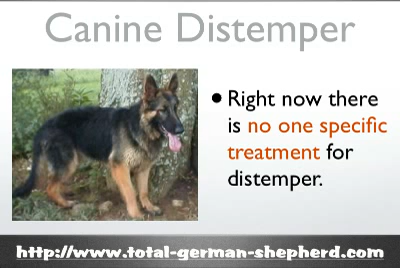 Canine Distemper
• Right now there
is no one specific
treatment for
distemper.
http://www.total-german-shepherd.com